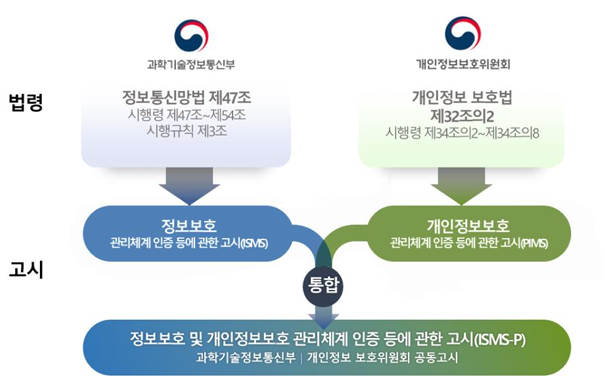 과학기술정보통신부
개인정보보호위원회
법령
정보통신망법 제47조
시행령 제47조~제54조
시행규칙 제3조
개인정보 보호법
제32조의2
시행령 제34조의2~제34조의8
고시
정보보호
관리체계 인증 등에 관한 고시(ISMS)
개인정보보호
관리체계 인증 등에 관한 고시(PIMS)
통합
정보보호 및 개인정보보호 관리체계 인증 등에 관한 고시(ISMS-P)
과학기술정보통신부 | 개인정보 보호위원회 공동고시